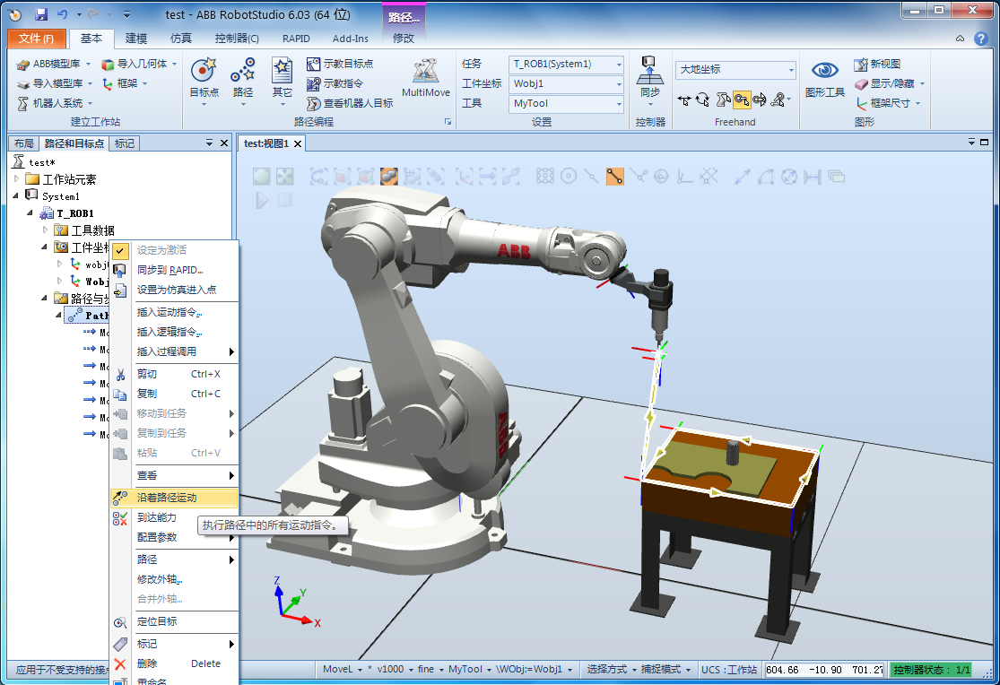 test - ABB RobotStudio 6.03 (64 位)
路径...
文件(F) 基本 建模 仿真 控制器(C) RAPID Add-Ins 修改
ABB模型库 导入几何体
导入模型库 框架
机器人系统
建立工作站
目标点 路径 其它
示教目标点
示教指令
查看机器人目标
路径编程
MultiMove
任务 T_ROB1(System1)
工件坐标 Wobj1
工具 MyTool
设置
同步
控制器
大地坐标
Freehand
图形工具
新视图
显示/隐藏
框架尺寸
图形
布局 路径和目标点 标记
test:视图1
test*
工作站元素
System1
T_ROB1
工具数据
工件坐标
wobj
Wobj
路径与步
Path
Mo
Mo
Mo
Mo
Mo
Mo
Mo
设定为激活
同步到 RAPID...
设置为仿真进入点
插入运动指令...
插入逻辑指令...
插入过程调用
剪切 Ctrl+X
复制 Ctrl+C
移动到任务
复制到任务
粘贴 Ctrl+V
查看
沿着路径运动
到达能力
配置参数
路径
修改外轴...
合并外轴...
定位目标
标记
删除 Delete
重命名
执行路径中的所有运动指令。
ABB
ABB
Z
Y
X
应用于不受支持的接点
MoveL * v1000 fine MyTool \WObj:=Wobj1 选择方式 捕捉模式 UCS : 工作站 604.66 -10.90 701.27 控制器状态： 1/1